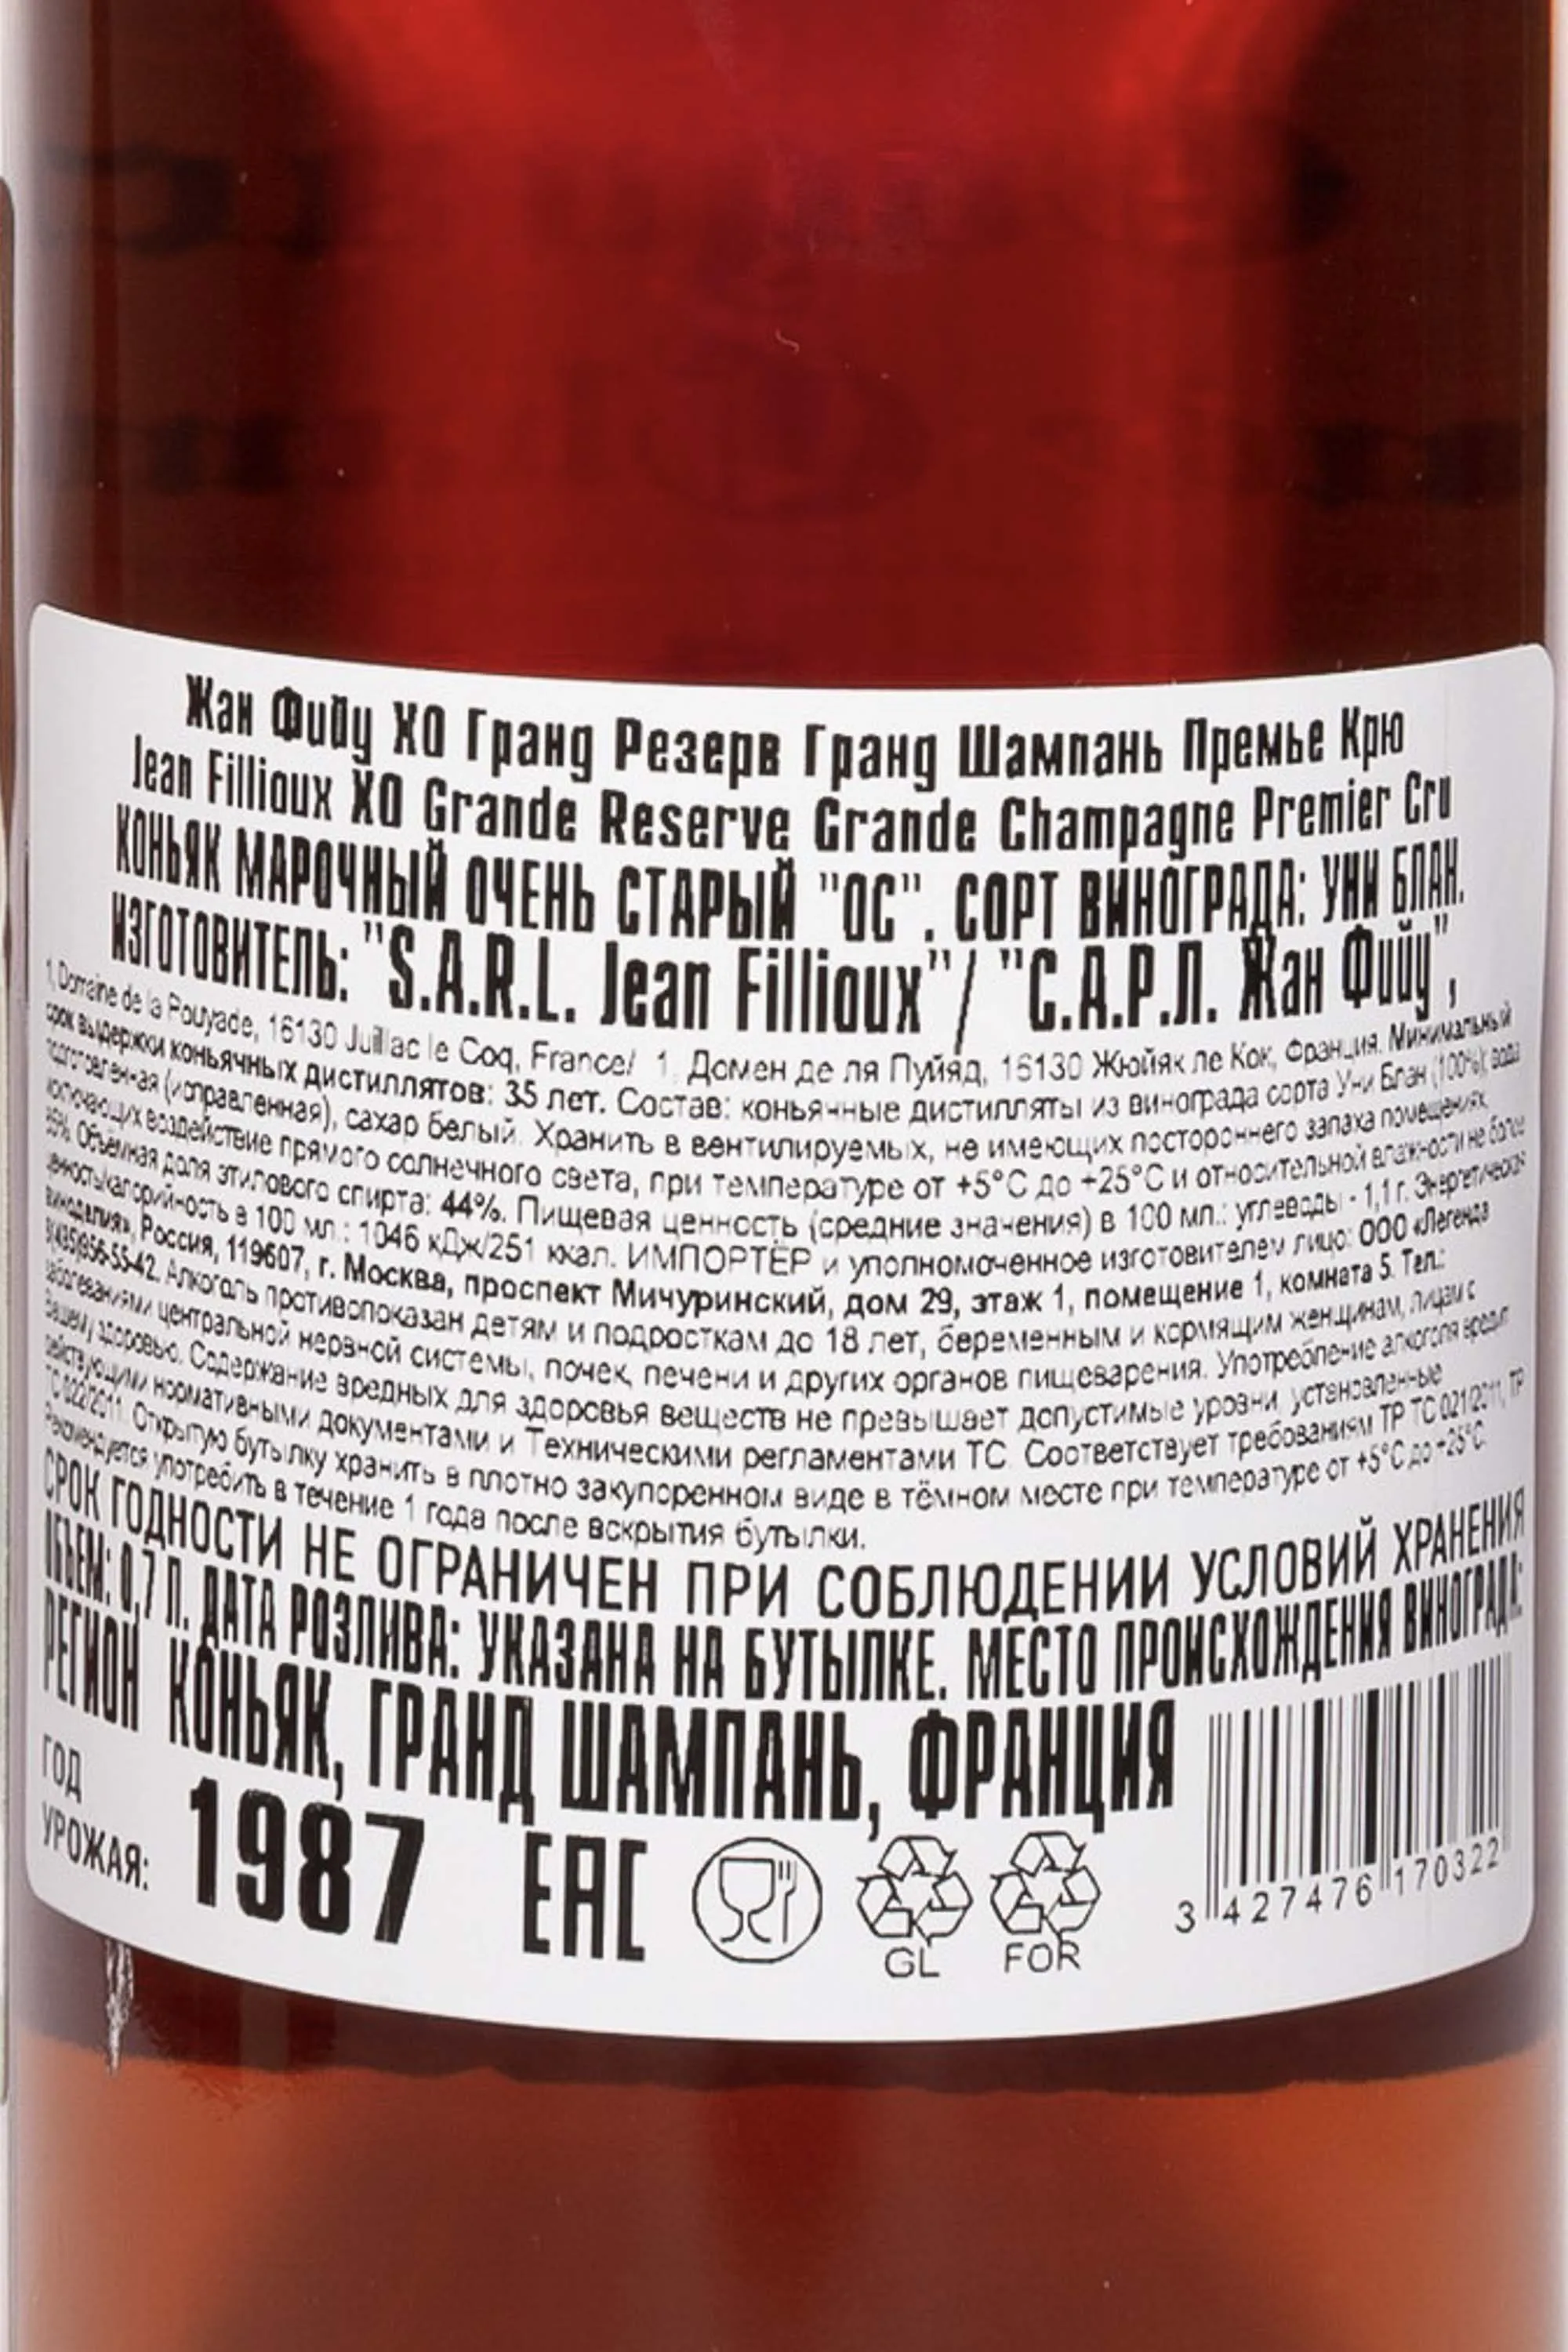 Жан Фийу ХО Гранд Резерв Гранд Шампань Премье Крю
Jean Fillioux XO Grande Reserve Grande Champagne Premier Cru
КОНЬЯК МАРОЧНЫЙ ОЧЕНЬ СТАРЫЙ "ОС". СОРТ ВИНОГРАДА: УНИ БЛАН.
ИЗГОТОВИТЕЛЬ: "S.A.R.L. Jean Fillioux"/ "С.А.Р.Л. Жан Фийу",
1, Domaine de la Pouyade, 16130 Juillac le Coq, France/ 1, Домен де ля Пуйяд, 16130 Жюйяк ле Кок, Франция. Минимальный
срок выдержки коньячных дистиллятов: 35 лет. Состав: коньячные дистилляты из винограда сорта Уни Блан (100%); вода
подготовленная (исправленная), сахар белый. Хранить в вентилируемых, не имеющих постороннего запаха помещениях,
исключающих воздействие прямого солнечного света, при температуре от +5°С до +25°С и относительной влажности не более
85%. Объёмная доля этилового спирта: 44%. Пищевая ценность (средние значения) в 100 мл.: углеводы - 1,1 г. Энергетическая
ценность/калорийность в 100 мл.: 1046 кДж/251 ккал. ИМПОРТЁР и уполномоченное изготовителем лицо: ООО «Легенда
виноделия», Россия, 119607, г. Москва, проспект Мичуринский, дом 29, этаж 1, помещение 1, комната 5. Тел.:
8(495)956-55-42. Алкоголь противопоказан детям и подросткам до 18 лет, беременным и кормящим женщинам, лицам с
заболеваниями центральной нервной системы, почек, печени и других органов пищеварения. Употребление алкоголя вредит
Вашему здоровью. Содержание вредных для здоровья веществ не превышает допустимые уровни, установленные
действующими нормативными документами и Техническими регламентами ТС. Соответствует требованиям ТР ТС 021/2011, ТР
ТС 022/2011. Открытую бутылку хранить в плотно закупоренном виде в тёмном месте при температуре от +5°С до +25°С.
Рекомендуется употребить в течение 1 года после вскрытия бутылки.
СРОК ГОДНОСТИ НЕ ОГРАНИЧЕН ПРИ СОБЛЮДЕНИИ УСЛОВИЙ ХРАНЕНИЯ
ОБЪЕМ: 0,7 Л. ДАТА РОЗЛИВА: УКАЗАНА НА БУТЫЛКЕ. МЕСТО ПРОИСХОЖДЕНИЯ ВИНОГРАДА:
РЕГИОН КОНЬЯК, ГРАНД ШАМПАНЬ, ФРАНЦИЯ
ГОД
УРОЖАЯ: 1987 ЕАС
GL FOR
3 427476 170322